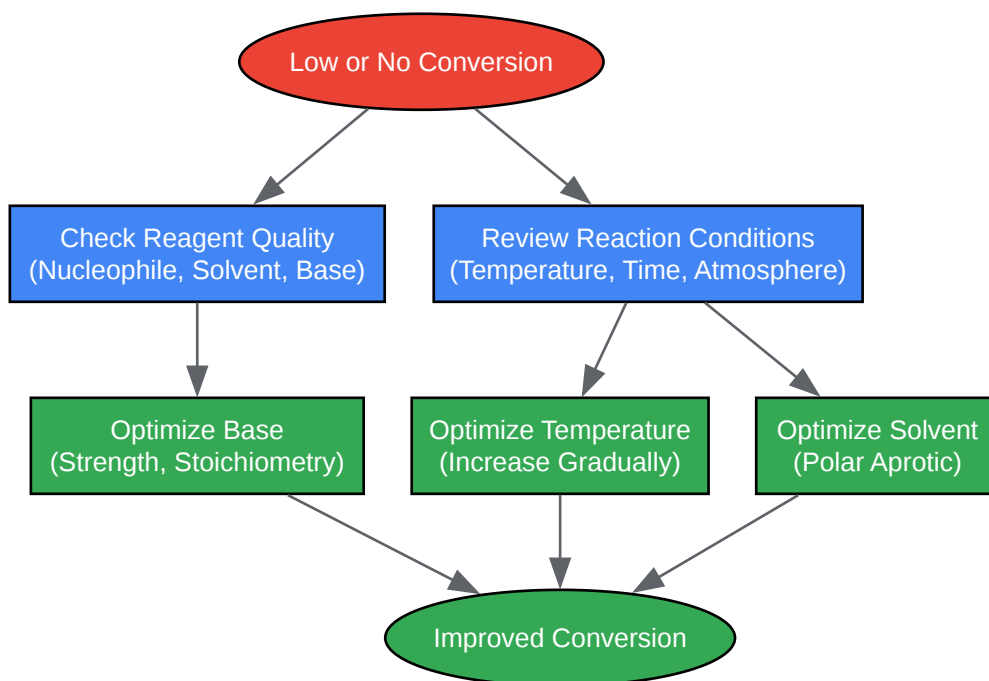 Low or No Conversion
Check Reagent Quality
(Nucleophile, Solvent, Base)
Review Reaction Conditions
(Temperature, Time, Atmosphere)
Optimize Base
(Strength, Stoichiometry)
Optimize Temperature
(Increase Gradually)
Optimize Solvent
(Polar Aprotic)
Improved Conversion